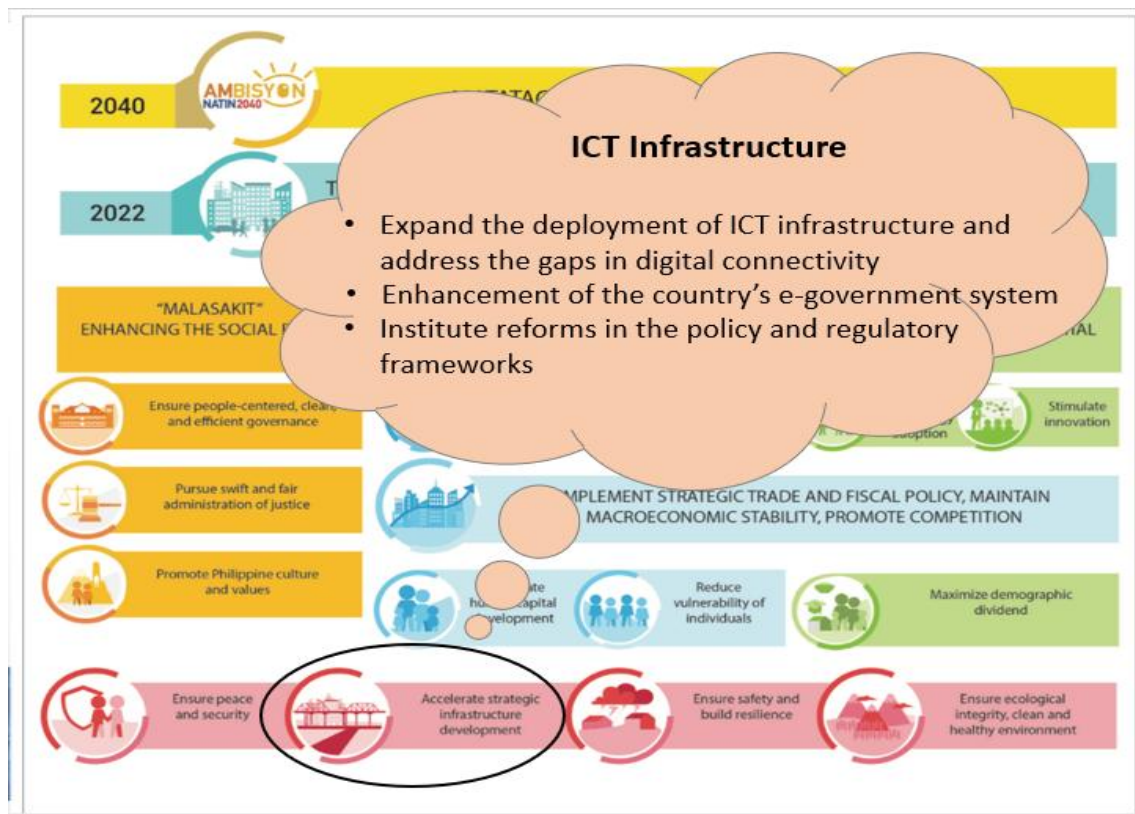 2040
AMBISYON
NATIN2040
ICT Infrastructure
2022
• Expand the deployment of ICT infrastructure and
address the gaps in digital connectivity
• Enhancement of the country's e-government system
• Institute reforms in the policy and regulatory
frameworks
"MALASAKIT"
ENHANCING THE SOCIAL
Ensure people-centered, clean,
and efficient governance
Stimulate
innovation
Pursue swift and fair
administration of justice
IMPLEMENT STRATEGIC TRADE AND FISCAL POLICY, MAINTAIN
MACROECONOMIC STABILITY, PROMOTE COMPETITION
Promote Philippine culture
and values
Reduce
vulnerability of
individuals
Maximize demographic
dividend
Ensure peace
and security
Accelerate strategic
infrastructure
development
Ensure safety and
build resilience
Ensure ecological
integrity, clean and
healthy environment